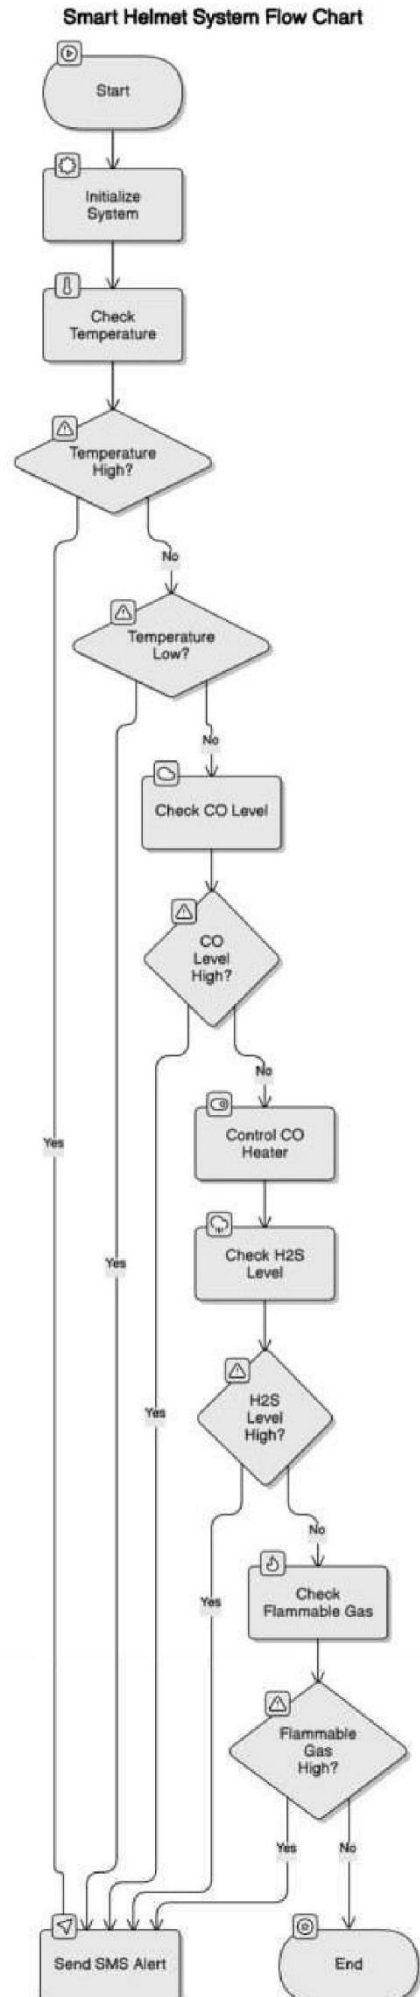 Smart Helmet System Flow Chart
Start
Initialize
System
Check
Temperature
Temperature
High?
No
Temperature
Low?
No
Check CO Level
CO
Level
High?
No
Control CO
Heater
Yes
Check H2S
Level
Yes
H2S
Level
High?
Yes
No
Check
Flammable Gas
Yes
Flammable
Gas
High?
Yes
No
Send SMS Alert
End